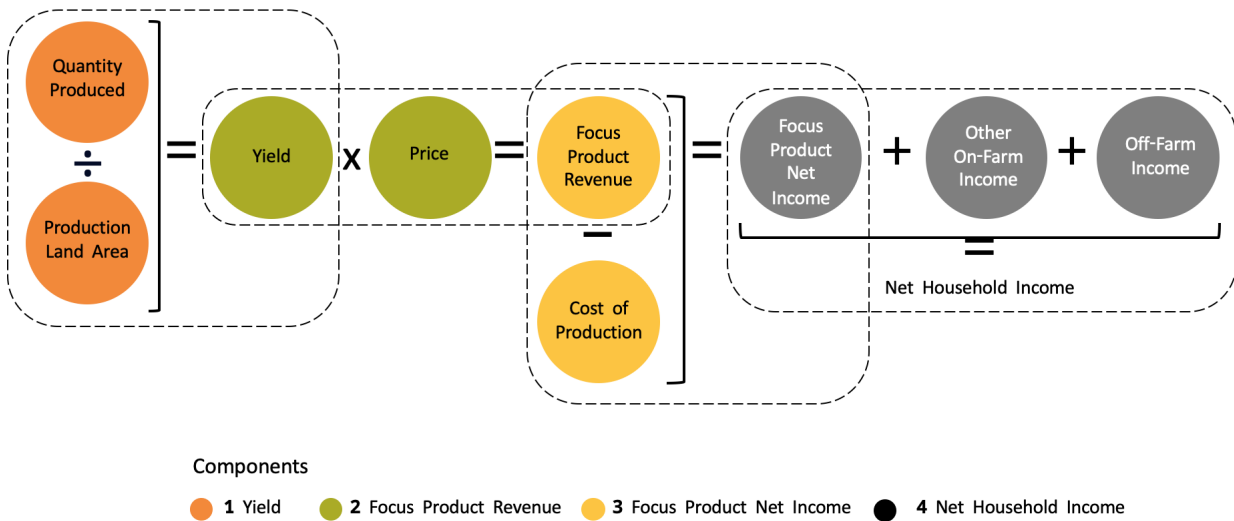 Quantity
Produced
÷
Production
Land Area
=
Yield
x
Price
=
Focus
Product
Revenue
–
Cost of
Production
=
Focus
Product
Net
Income
+
Other
On-Farm
Income
+
Off-Farm
Income
=
Net Household Income
Components
1 Yield
2 Focus Product Revenue
3 Focus Product Net Income
4 Net Household Income